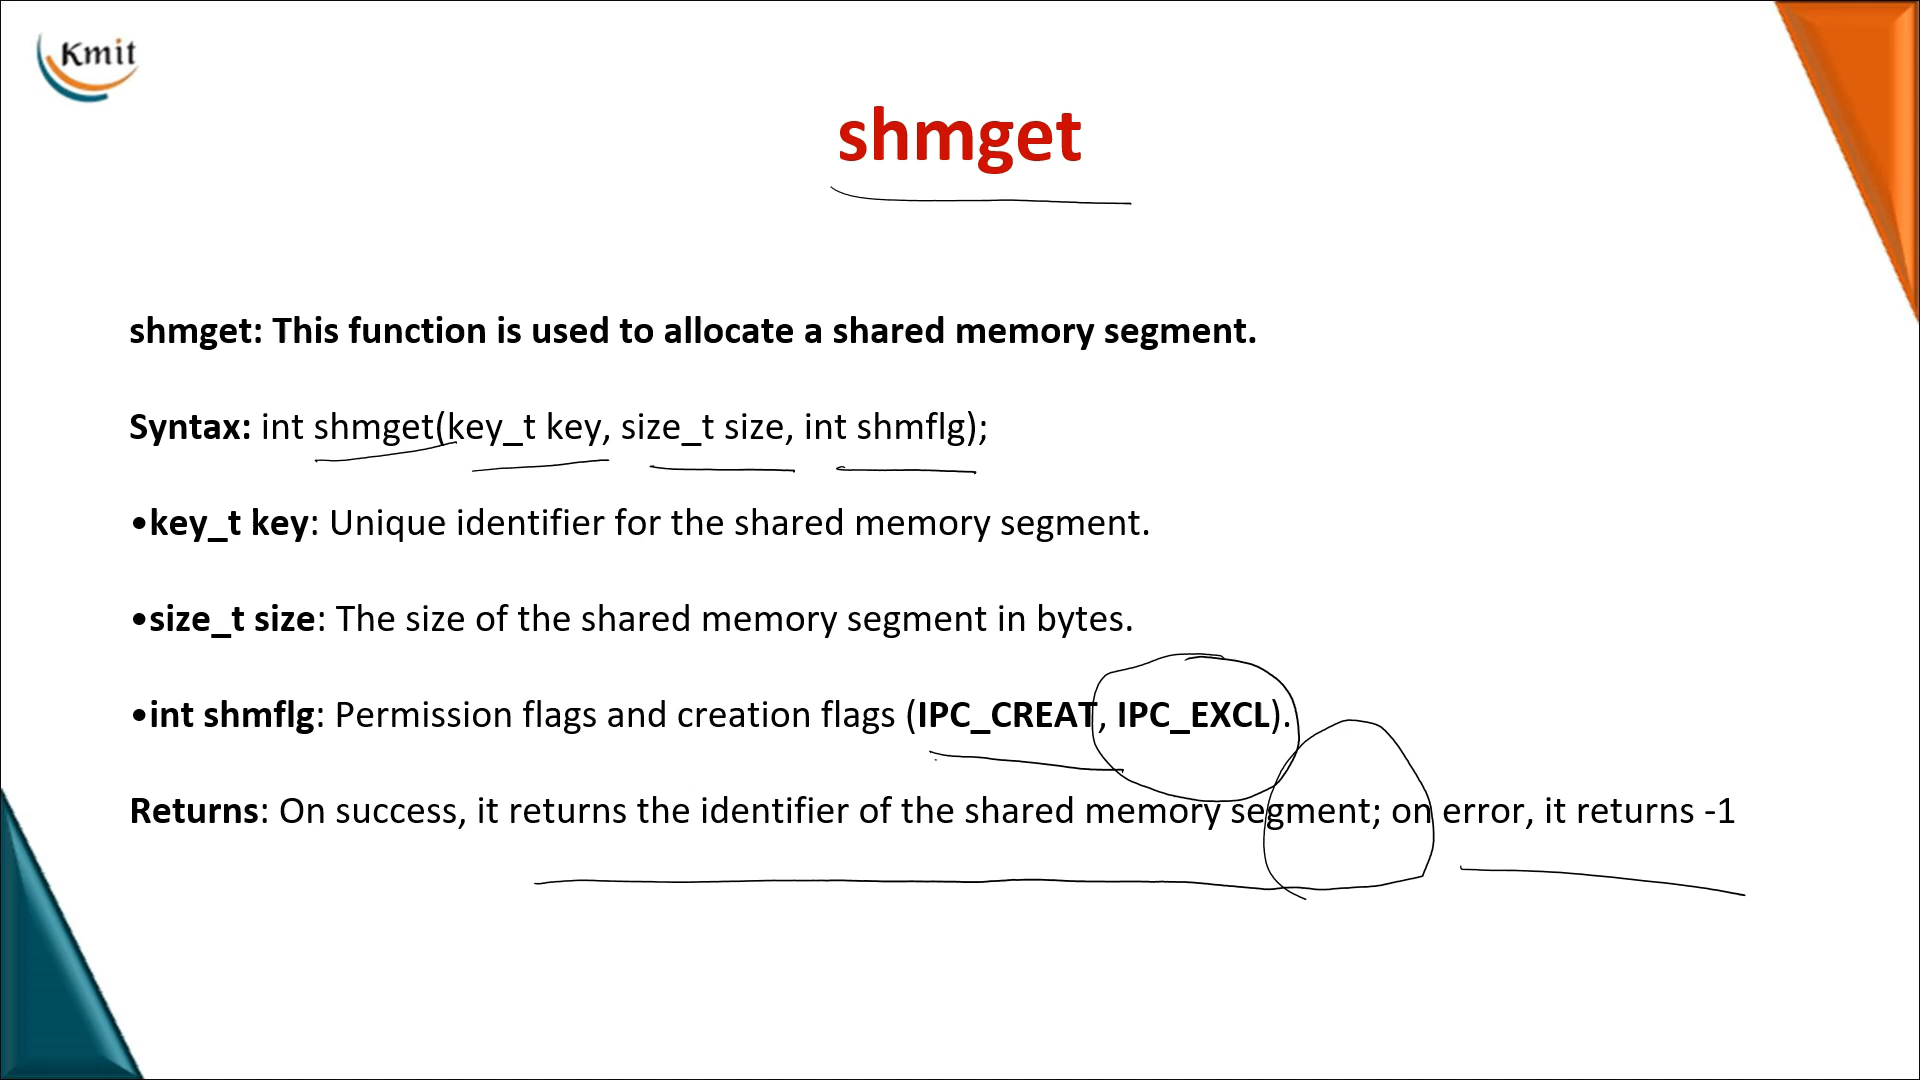 Kmit
shmget
shmget: This function is used to allocate a shared memory segment.
Syntax: int shmget(key_t key, size_t size, int shmflg);
•key_t key: Unique identifier for the shared memory segment.
•size_t size: The size of the shared memory segment in bytes.
•int shmflg: Permission flags and creation flags (IPC_CREAT, IPC_EXCL).
Returns: On success, it returns the identifier of the shared memory segment; on error, it returns -1